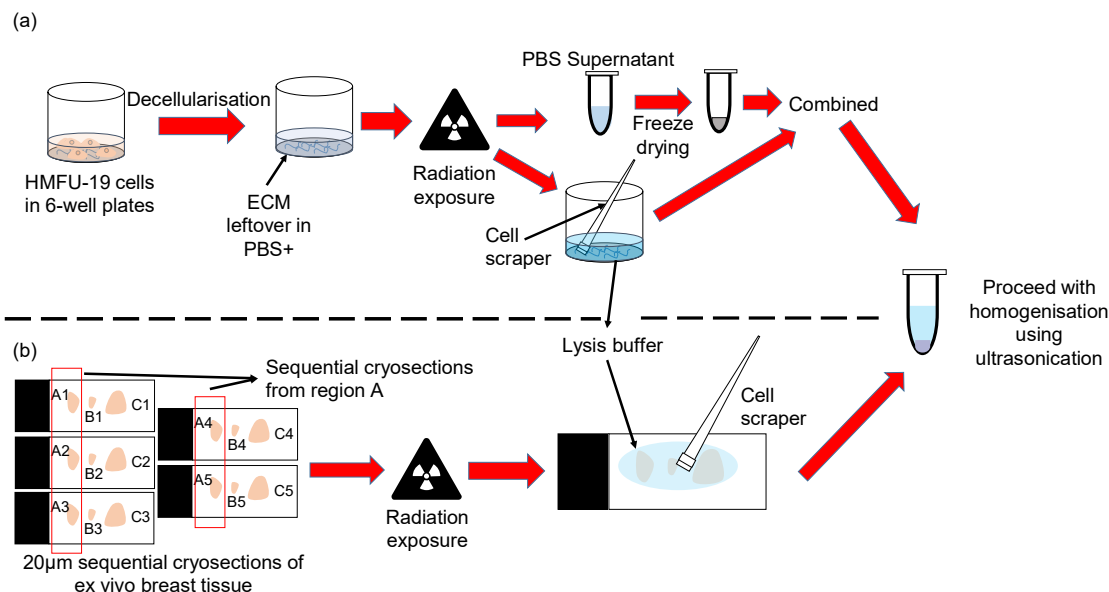 (a)
PBS Supernatant
Decellularisation
Combined
Freeze
drying
HMFU-19 cells
in 6-well plates
ECM
leftover in
PBS+
Radiation
exposure
Cell
scraper
Proceed with
homogenisation
using
ultrasonication
(b)
Sequential cryosections
from region A
Lysis buffer
Cell
scraper
A1
B1
C1
A2
B2
C2
A3
B3
C3
A4
B4
C4
A5
B5
C5
Radiation
exposure
20µm sequential cryosections of
ex vivo breast tissue